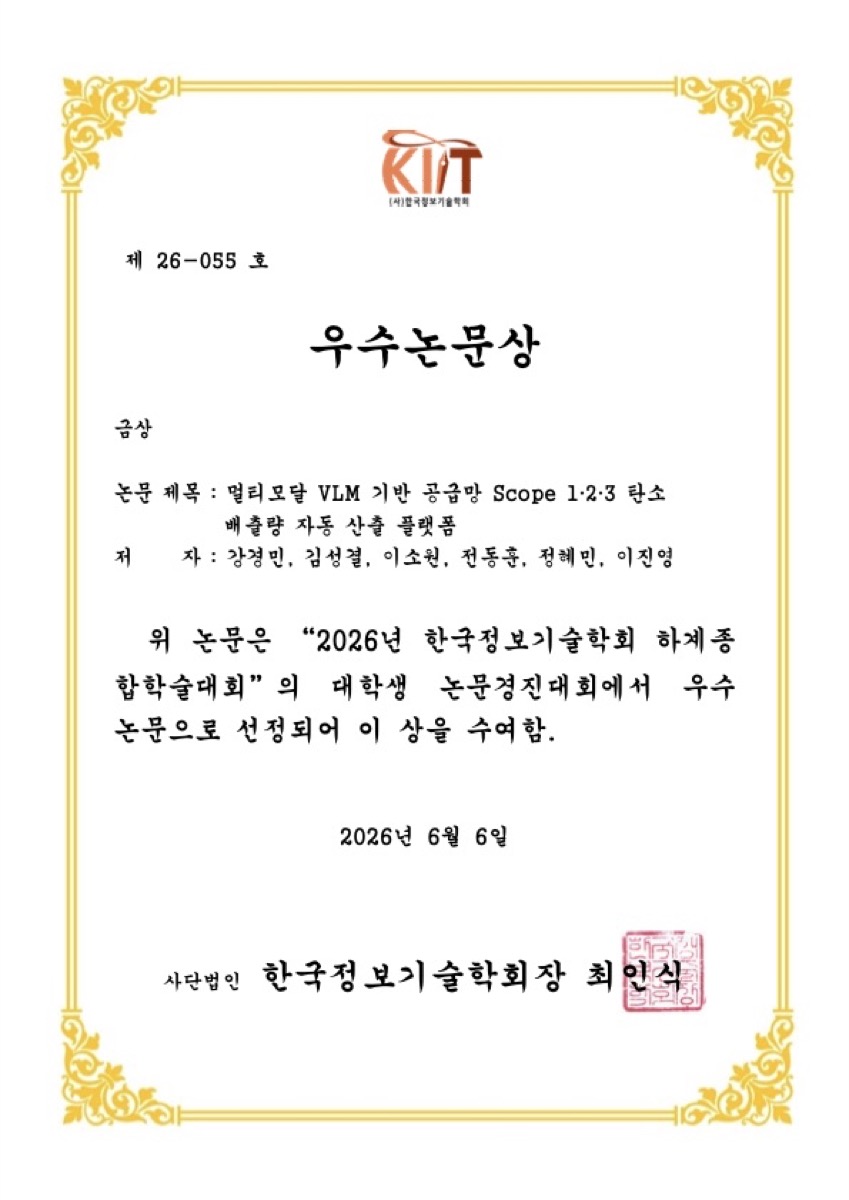 KIIT
(사)한국정보기술학회
제 26-055 호
우수논문상
금상
논문 제목 : 멀티모달 VLM 기반 공급망 Scope 1·2·3 탄소
배출량 자동 산출 플랫폼
저 자 : 강경민, 김성결, 이소원, 전동훈, 정혜민, 이진영
위 논문은 “2026년 한국정보기술학회 하계종
합학술대회”의 대학생 논문경진대회에서 우수
논문으로 선정되어 이 상을 수여함.
2026년 6월 6일
사단법인 한국정보기술학회장 최인식